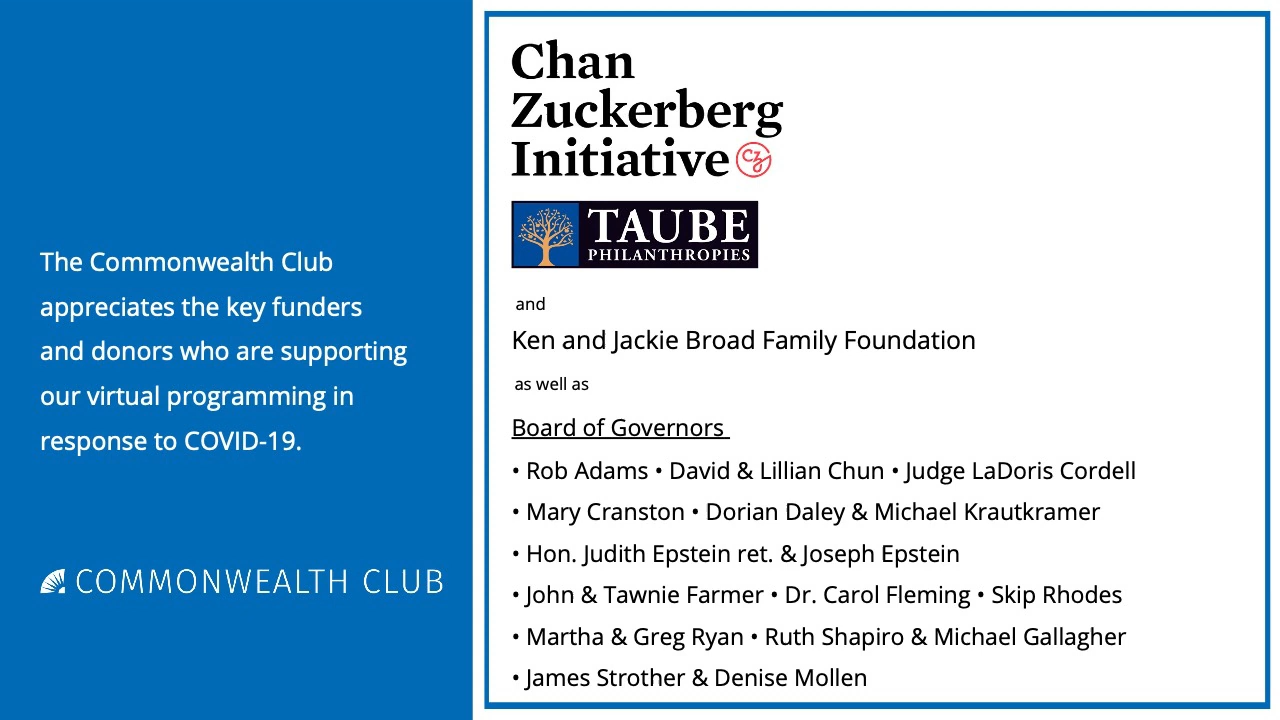 The Commonwealth Club
appreciates the key funders
and donors who are supporting
our virtual programming in
response to COVID-19.
COMMONWEALTH CLUB
Chan
Zuckerberg
Initiative CZI
TAUBE
PHILANTHROPIES
and
Ken and Jackie Broad Family Foundation
as well as
Board of Governors
• Rob Adams • David & Lillian Chun • Judge LaDoris Cordell
• Mary Cranston • Dorian Daley & Michael Krautkramer
• Hon. Judith Epstein ret. & Joseph Epstein
• John & Tawnie Farmer • Dr. Carol Fleming • Skip Rhodes
• Martha & Greg Ryan • Ruth Shapiro & Michael Gallagher
• James Strother & Denise Mollen